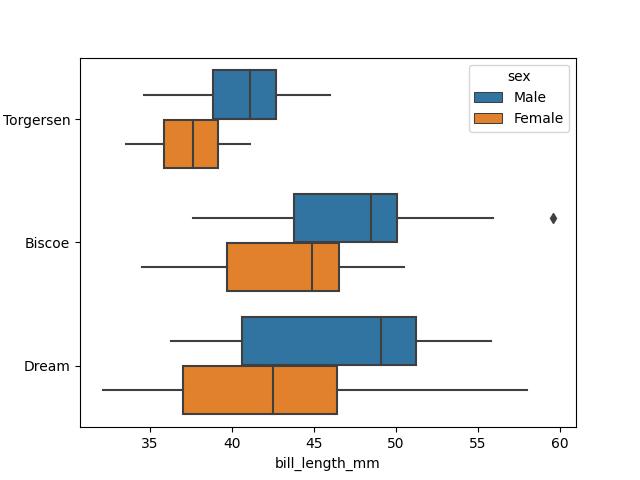 sex
Male
Female
Torgersen
Biscoe
Dream
35 40 45 50 55 60
bill_length_mm